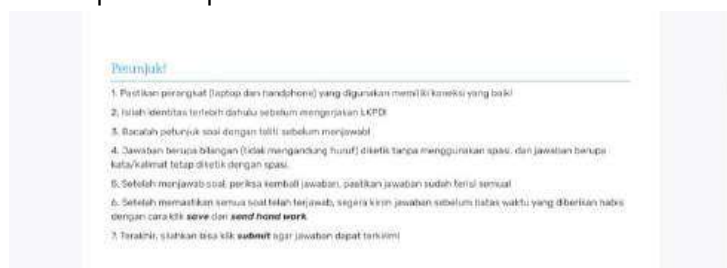 Petunjuk!
1. Pastikan perangkat (laptop dan handphone) yang digunakan memiliki koneksi yang baik!
2. Isilah identitas terlebih dahulu sebelum mengerjakan LKPD!
3. Bacalah petunjuk soal dengan teliti sebelum menjawab!
4. Jawaban berupa bilangan (tidak mengandung huruf) diketik tanpa menggunakan spasi, dan jawaban berupa
kata/kalimat tetap diketik dengan spasi.
5. Setelah menjawab soal, periksa kembali jawaban, pastikan jawaban sudah terisi semua!
6. Setelah memastikan semua soal telah terjawab, segera kirim jawaban sebelum batas waktu yang diberikan habis
dengan cara klik save dan send hand work.
7. Terakhir, silahkan bisa klik submit agar jawaban dapat terkirim!